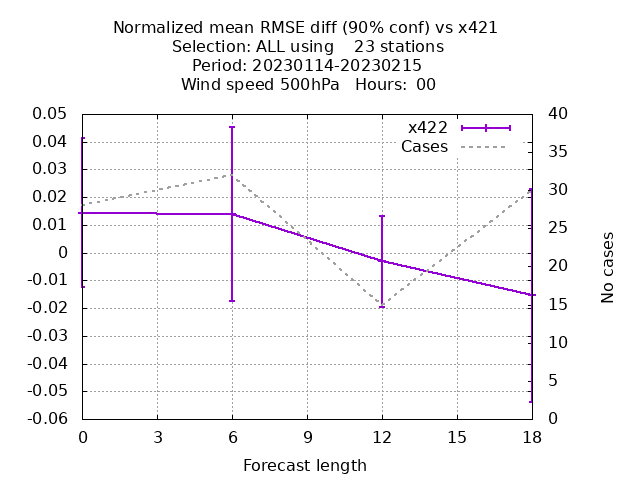 Normalized mean RMSE diff (90% conf) vs x421
Selection: ALL using    23 stations
Period: 20230114-20230215
Wind speed 500hPa   Hours:  00
x422
Cases
0.05
0.04
0.03
0.02
0.01
0
-0.01
-0.02
-0.03
-0.04
-0.05
-0.06
40
35
30
25
20
15
10
5
0
No cases
0 3 6 9 12 15 18
Forecast length